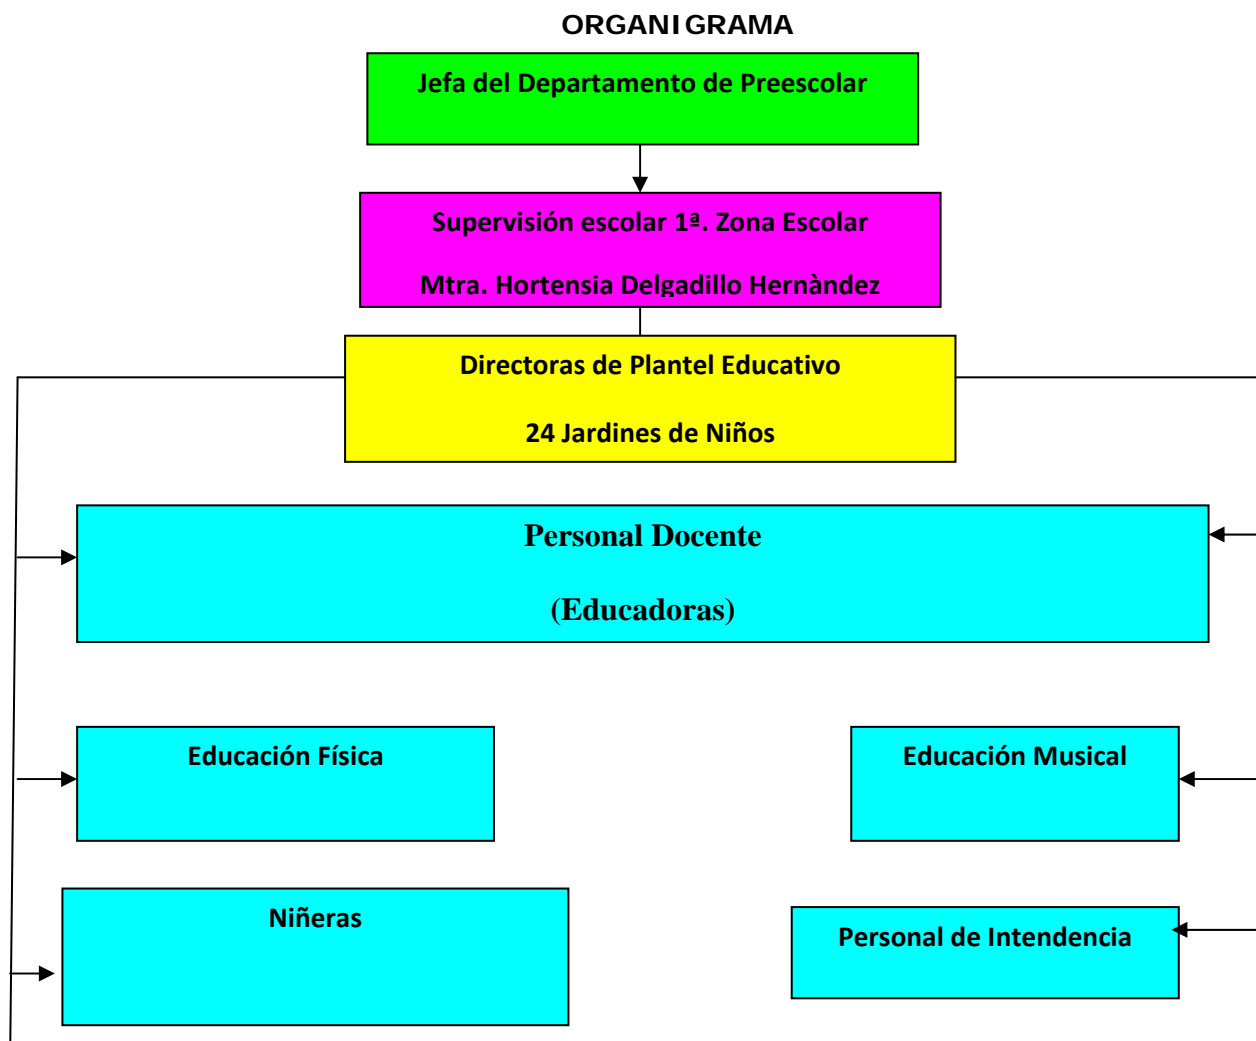 ORGANIGRAMA
Jefa del Departamento de Preescolar
Supervisión escolar 1ª. Zona Escolar
Mtra. Hortensia Delgadillo Hernàndez
Directoras de Plantel Educativo
24 Jardines de Niños
Personal Docente
(Educadoras)
Educación Física
Educación Musical
Niñeras
Personal de Intendencia